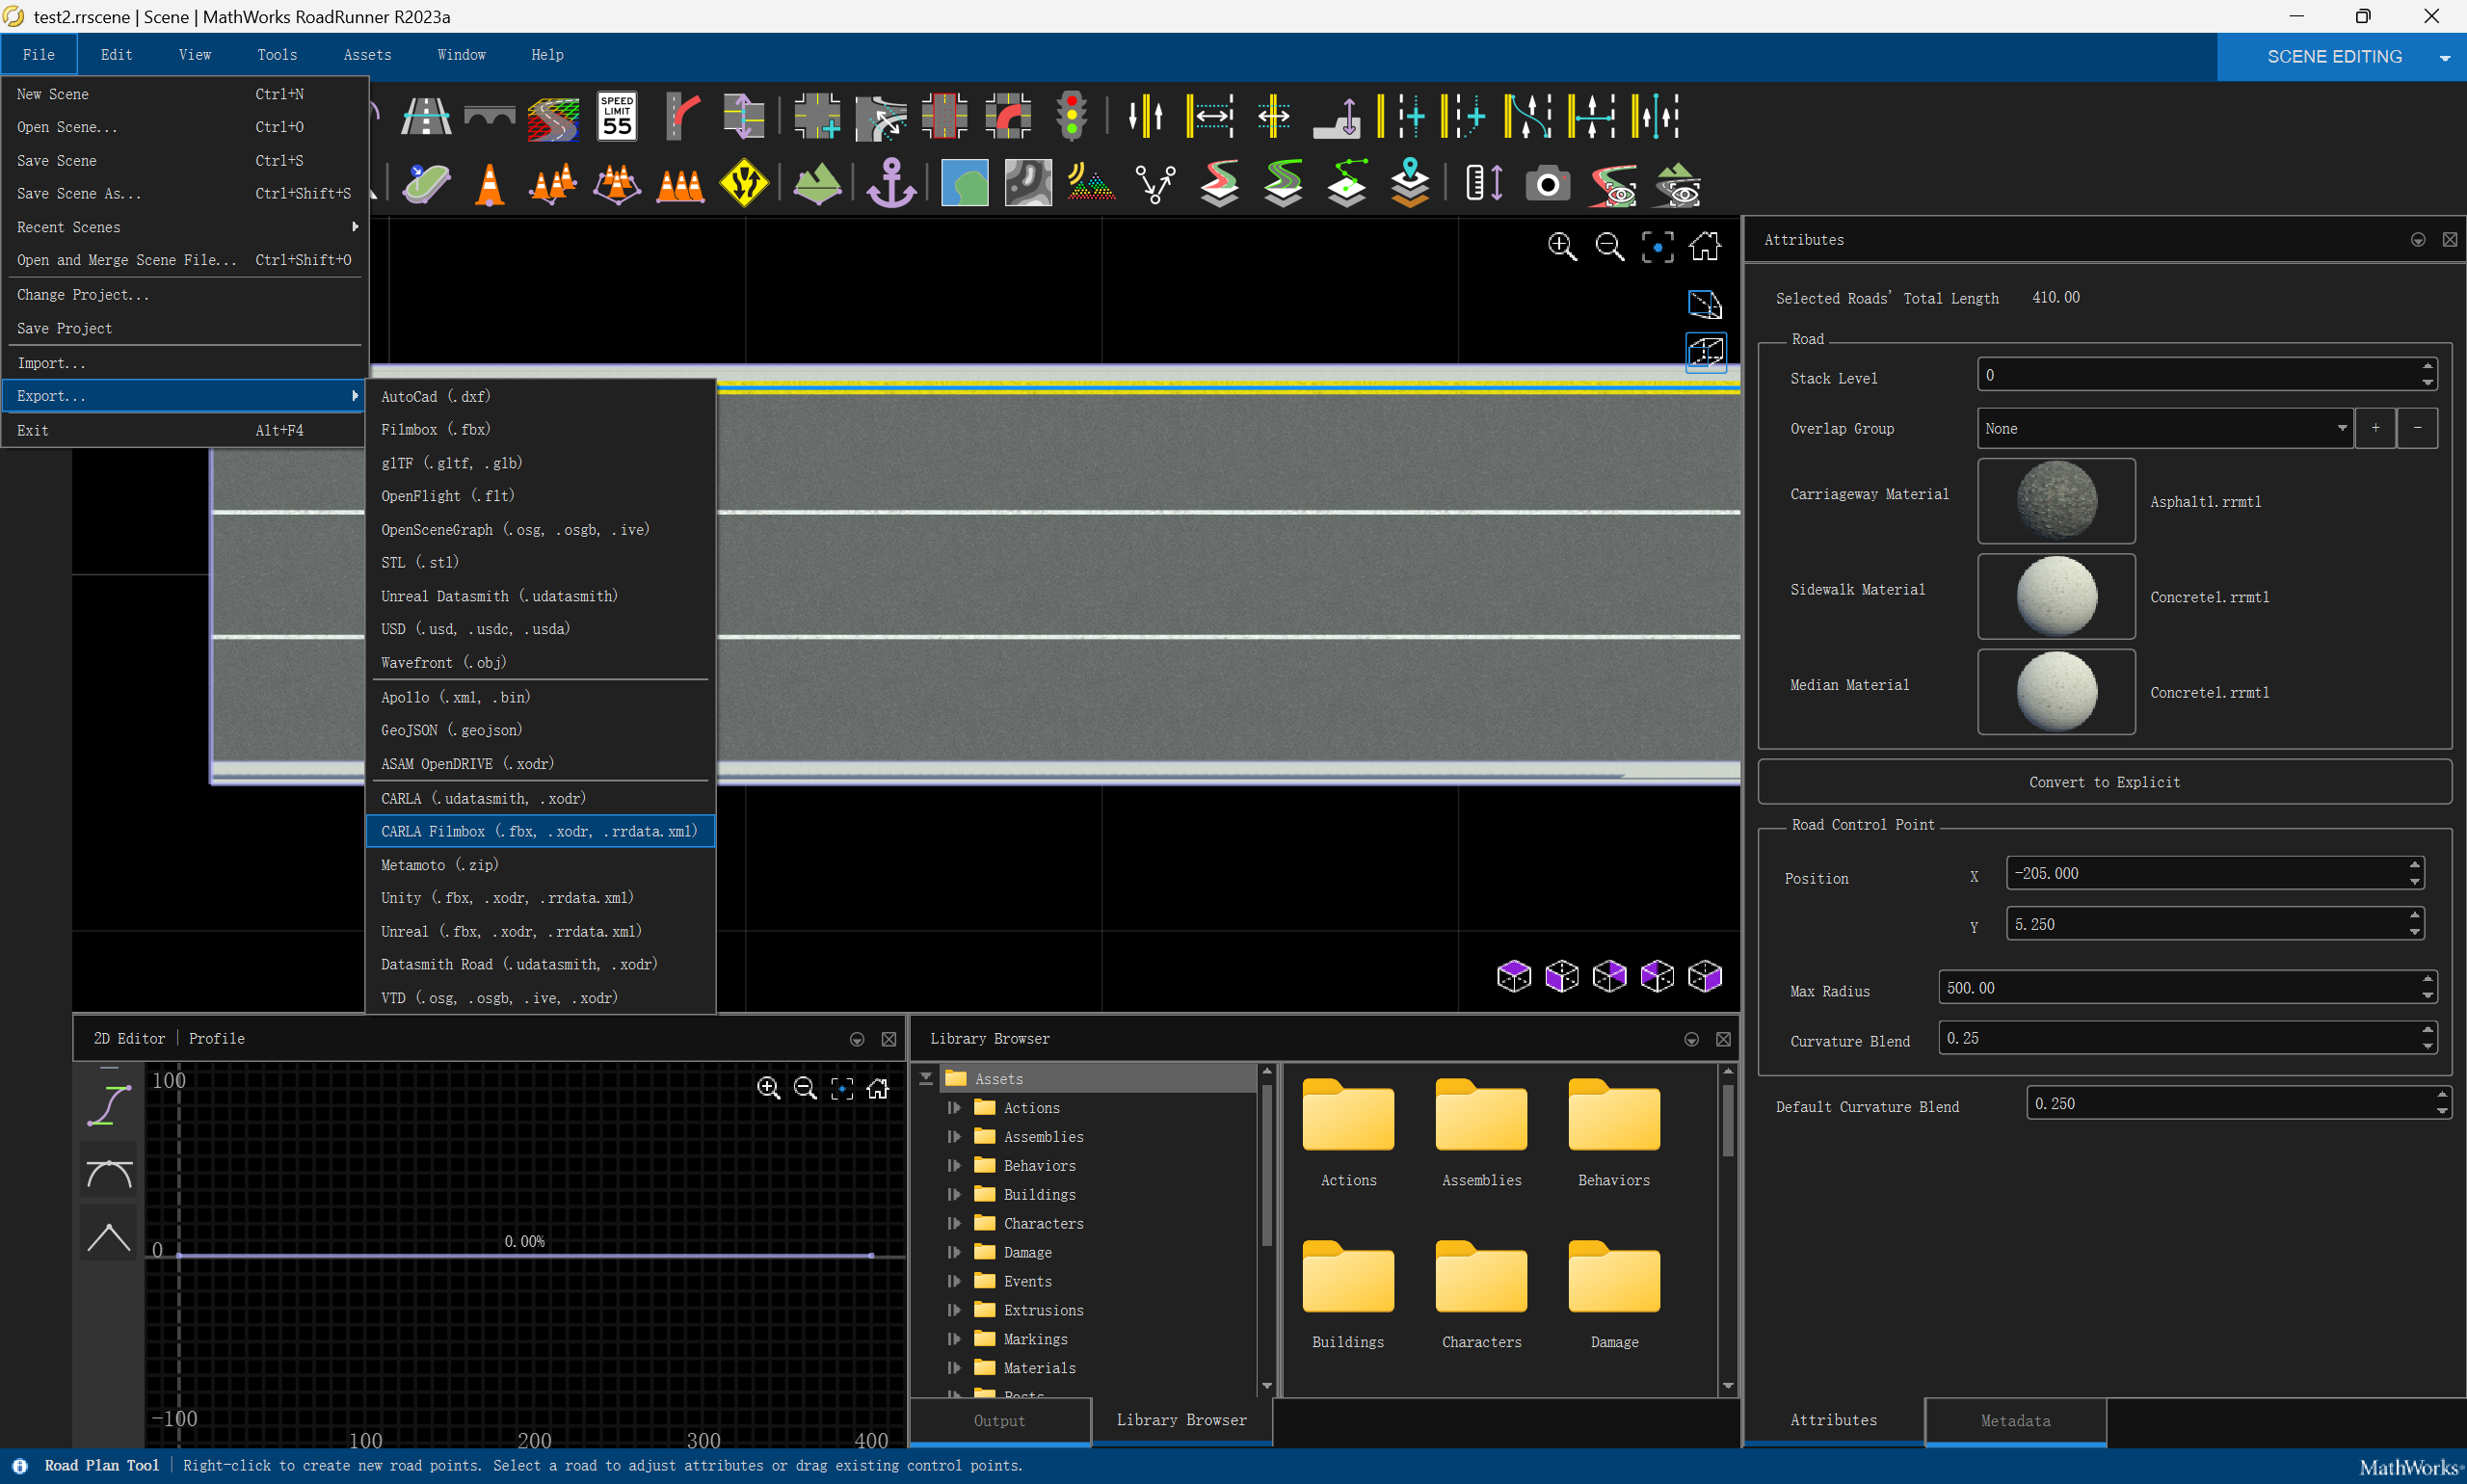 test2.rrscene | Scene | MathWorks RoadRunner R2023a
File Edit View Tools Assets Window Help
SCENE EDITING
New Scene Ctrl+N
Open Scene... Ctrl+O
Save Scene Ctrl+S
Save Scene As... Ctrl+Shift+S
Recent Scenes
Open and Merge Scene File... Ctrl+Shift+O
Change Project...
Save Project
Import...
Export...
Exit Alt+F4
SPEED
LIMIT
55
AutoCad (.dxf)
Filmbox (.fbx)
glTF (.gltf, .glb)
OpenFlight (.flt)
OpenSceneGraph (.osg, .osgb, .ive)
STL (.stl)
Unreal Datasmith (.udatasmith)
USD (.usd, .usdc, .usda)
Wavefront (.obj)
Apollo (.xml, .bin)
GeoJSON (.geojson)
ASAM OpenDRIVE (.xodr)
CARLA (.udatasmith, .xodr)
CARLA Filmbox (.fbx, .xodr, .rrdata.xml)
Metamoto (.zip)
Unity (.fbx, .xodr, .rrdata.xml)
Unreal (.fbx, .xodr, .rrdata.xml)
Datasmith Road (.udatasmith, .xodr)
VTD (.osg, .osgb, .ive, .xodr)
Attributes
Selected Roads' Total Length 410.00
Road
Stack Level 0
Overlap Group None + -
Carriageway Material Asphalt1.rrmtl
Sidewalk Material Concrete1.rrmtl
Median Material Concrete1.rrmtl
Convert to Explicit
Road Control Point
Position X -205.000
Y 5.250
Max Radius 500.00
Curvature Blend 0.25
Default Curvature Blend 0.250
Attributes Metadata
2D Editor | Profile
100
0
-100
0.00%
100 200 300 400
Library Browser
Assets
Actions
Assemblies
Behaviors
Buildings
Characters
Damage
Events
Extrusions
Markings
Materials
Actions Assemblies Behaviors
Buildings Characters Damage
Output Library Browser
Road Plan Tool | Right-click to create new road points. Select a road to adjust attributes or drag existing control points.
MathWorks